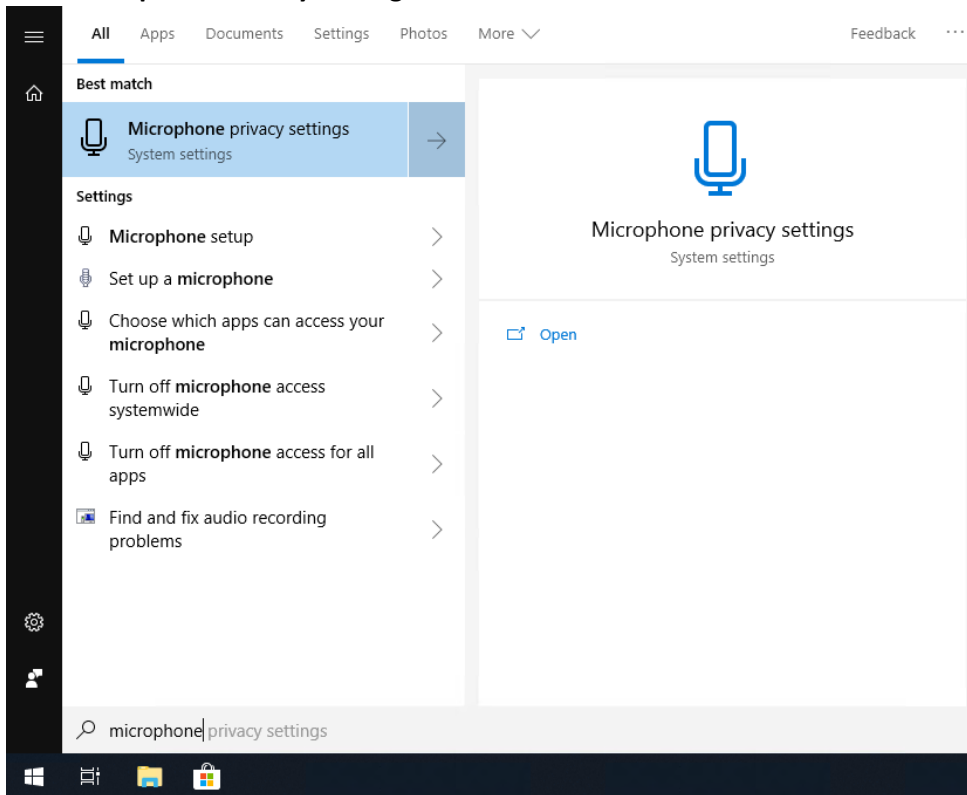 All Apps Documents Settings Photos More Feedback ...
Best match
Microphone privacy settings
System settings
Settings
Microphone setup
Set up a microphone
Choose which apps can access your
microphone
Turn off microphone access
systemwide
Turn off microphone access for all
apps
Find and fix audio recording
problems
Microphone privacy settings
System settings
Open
microphone privacy settings